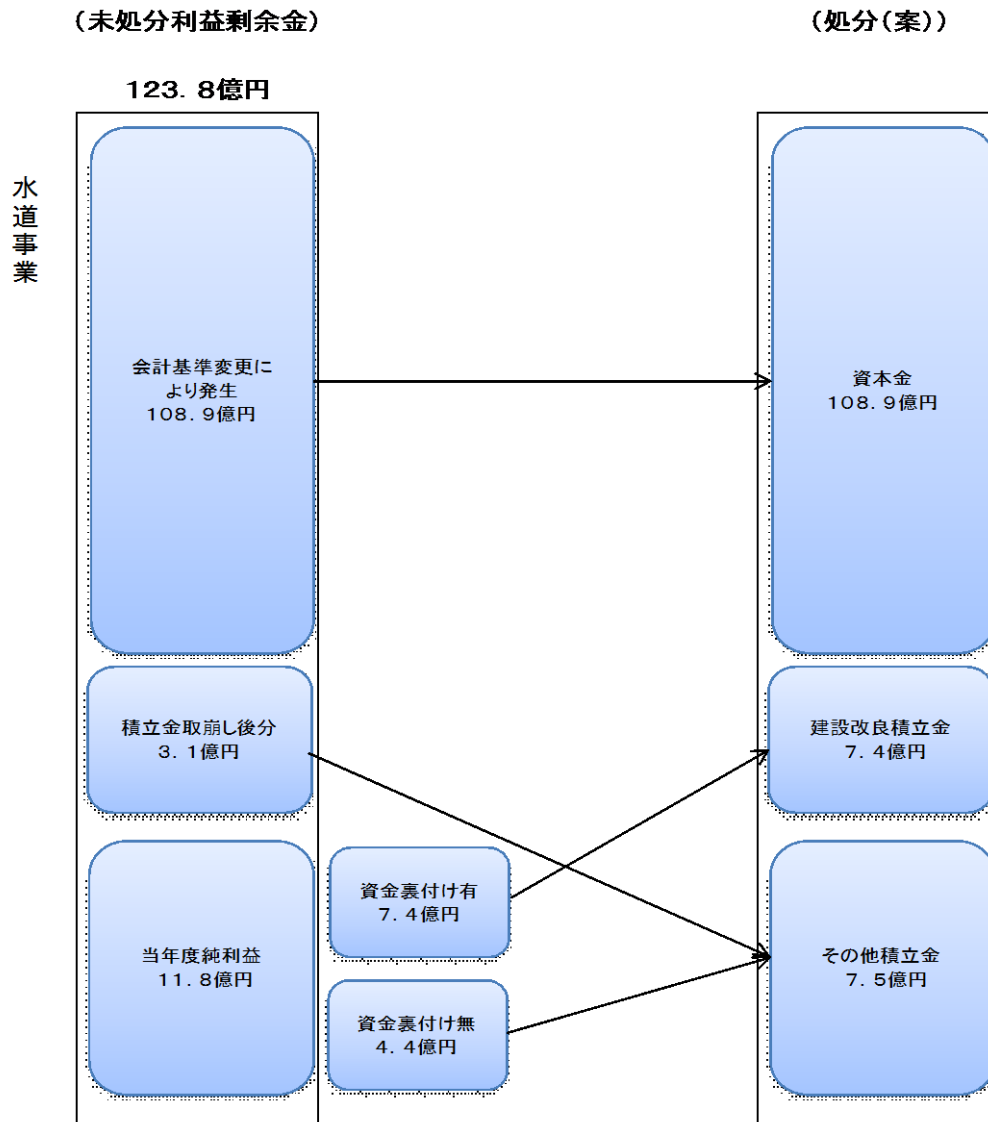 (未処分利益剰余金)
(処分(案))
123.8億円
水道事業
会計基準変更に
より発生
108.9億円
資本金
108.9億円
積立金取崩し後分
3.1億円
建設改良積立金
7.4億円
資金裏付け有
7.4億円
当年度純利益
11.8億円
その他積立金
7.5億円
資金裏付け無
4.4億円